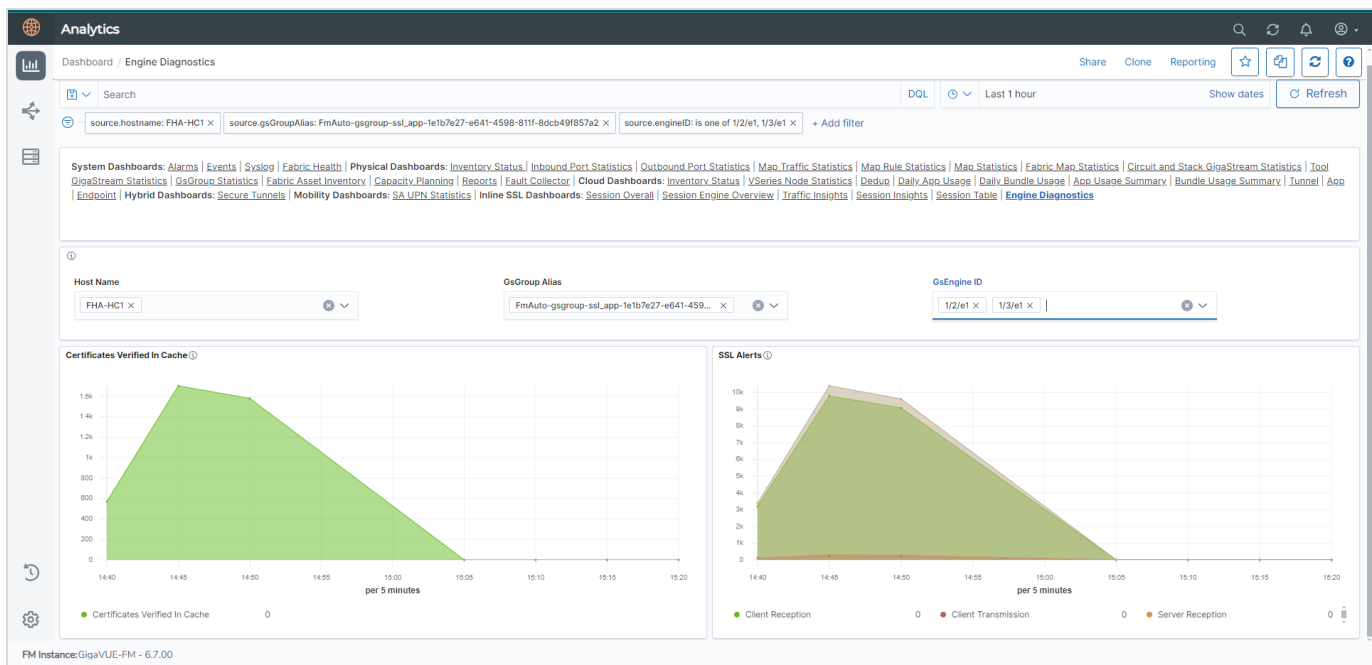 Analytics
Dashboard / Engine Diagnostics
Share Clone Reporting
Search
DQL
Last 1 hour
Show dates
Refresh
source.hostname: FHA-HC1 ×
source.gsGroupAlias: FmAuto-gsgroup-ssl_app-1e1b7e27-e641-4598-811f-8dcb49f857a2 ×
source.engineID: is one of 1/2/e1, 1/3/e1 ×
+ Add filter
System Dashboards: Alarms | Events | Syslog | Fabric Health | Physical Dashboards: Inventory Status | Inbound Port Statistics | Outbound Port Statistics | Map Traffic Statistics | Map Rule Statistics | Map Statistics | Fabric Map Statistics | Circuit and Stack GigaStream Statistics | Tool
GigaStream Statistics | GsGroup Statistics | Fabric Asset Inventory | Capacity Planning | Reports | Fault Collector | Cloud Dashboards: Inventory Status | VSeries Node Statistics | Dedup | Daily App Usage | Daily Bundle Usage | App Usage Summary | Bundle Usage Summary | Tunnel | App
| Endpoint | Hybrid Dashboards: Secure Tunnels | Mobility Dashboards: SA UPN Statistics | Inline SSL Dashboards: Session Overall | Session Engine Overview | Traffic Insights | Session Insights | Session Table | Engine Diagnostics
Host Name
FHA-HC1 ×
GsGroup Alias
FmAuto-gsgroup-ssl_app-1e1b7e27-e641-459... ×
GsEngine ID
1/2/e1 × 1/3/e1 ×
Certificates Verified In Cache
1.6k
1.4k
1.2k
1k
800
600
400
200
0
14:40 14:45 14:50 14:55 15:00 15:05 15:10 15:15 15:20
per 5 minutes
Certificates Verified In Cache 0
SSL Alerts
10k
9k
8k
7k
6k
5k
4k
3k
2k
1k
0
14:40 14:45 14:50 14:55 15:00 15:05 15:10 15:15 15:20
per 5 minutes
Client Reception 0 Client Transmission 0 Server Reception 0
FM Instance:GigaVUE-FM - 6.7.00